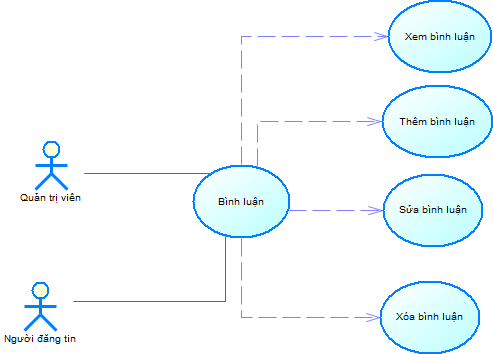 Xem bình luận
Thêm bình luận
Quản trị viên
Bình luận
Sửa bình luận
Xóa bình luận
Người đăng tin